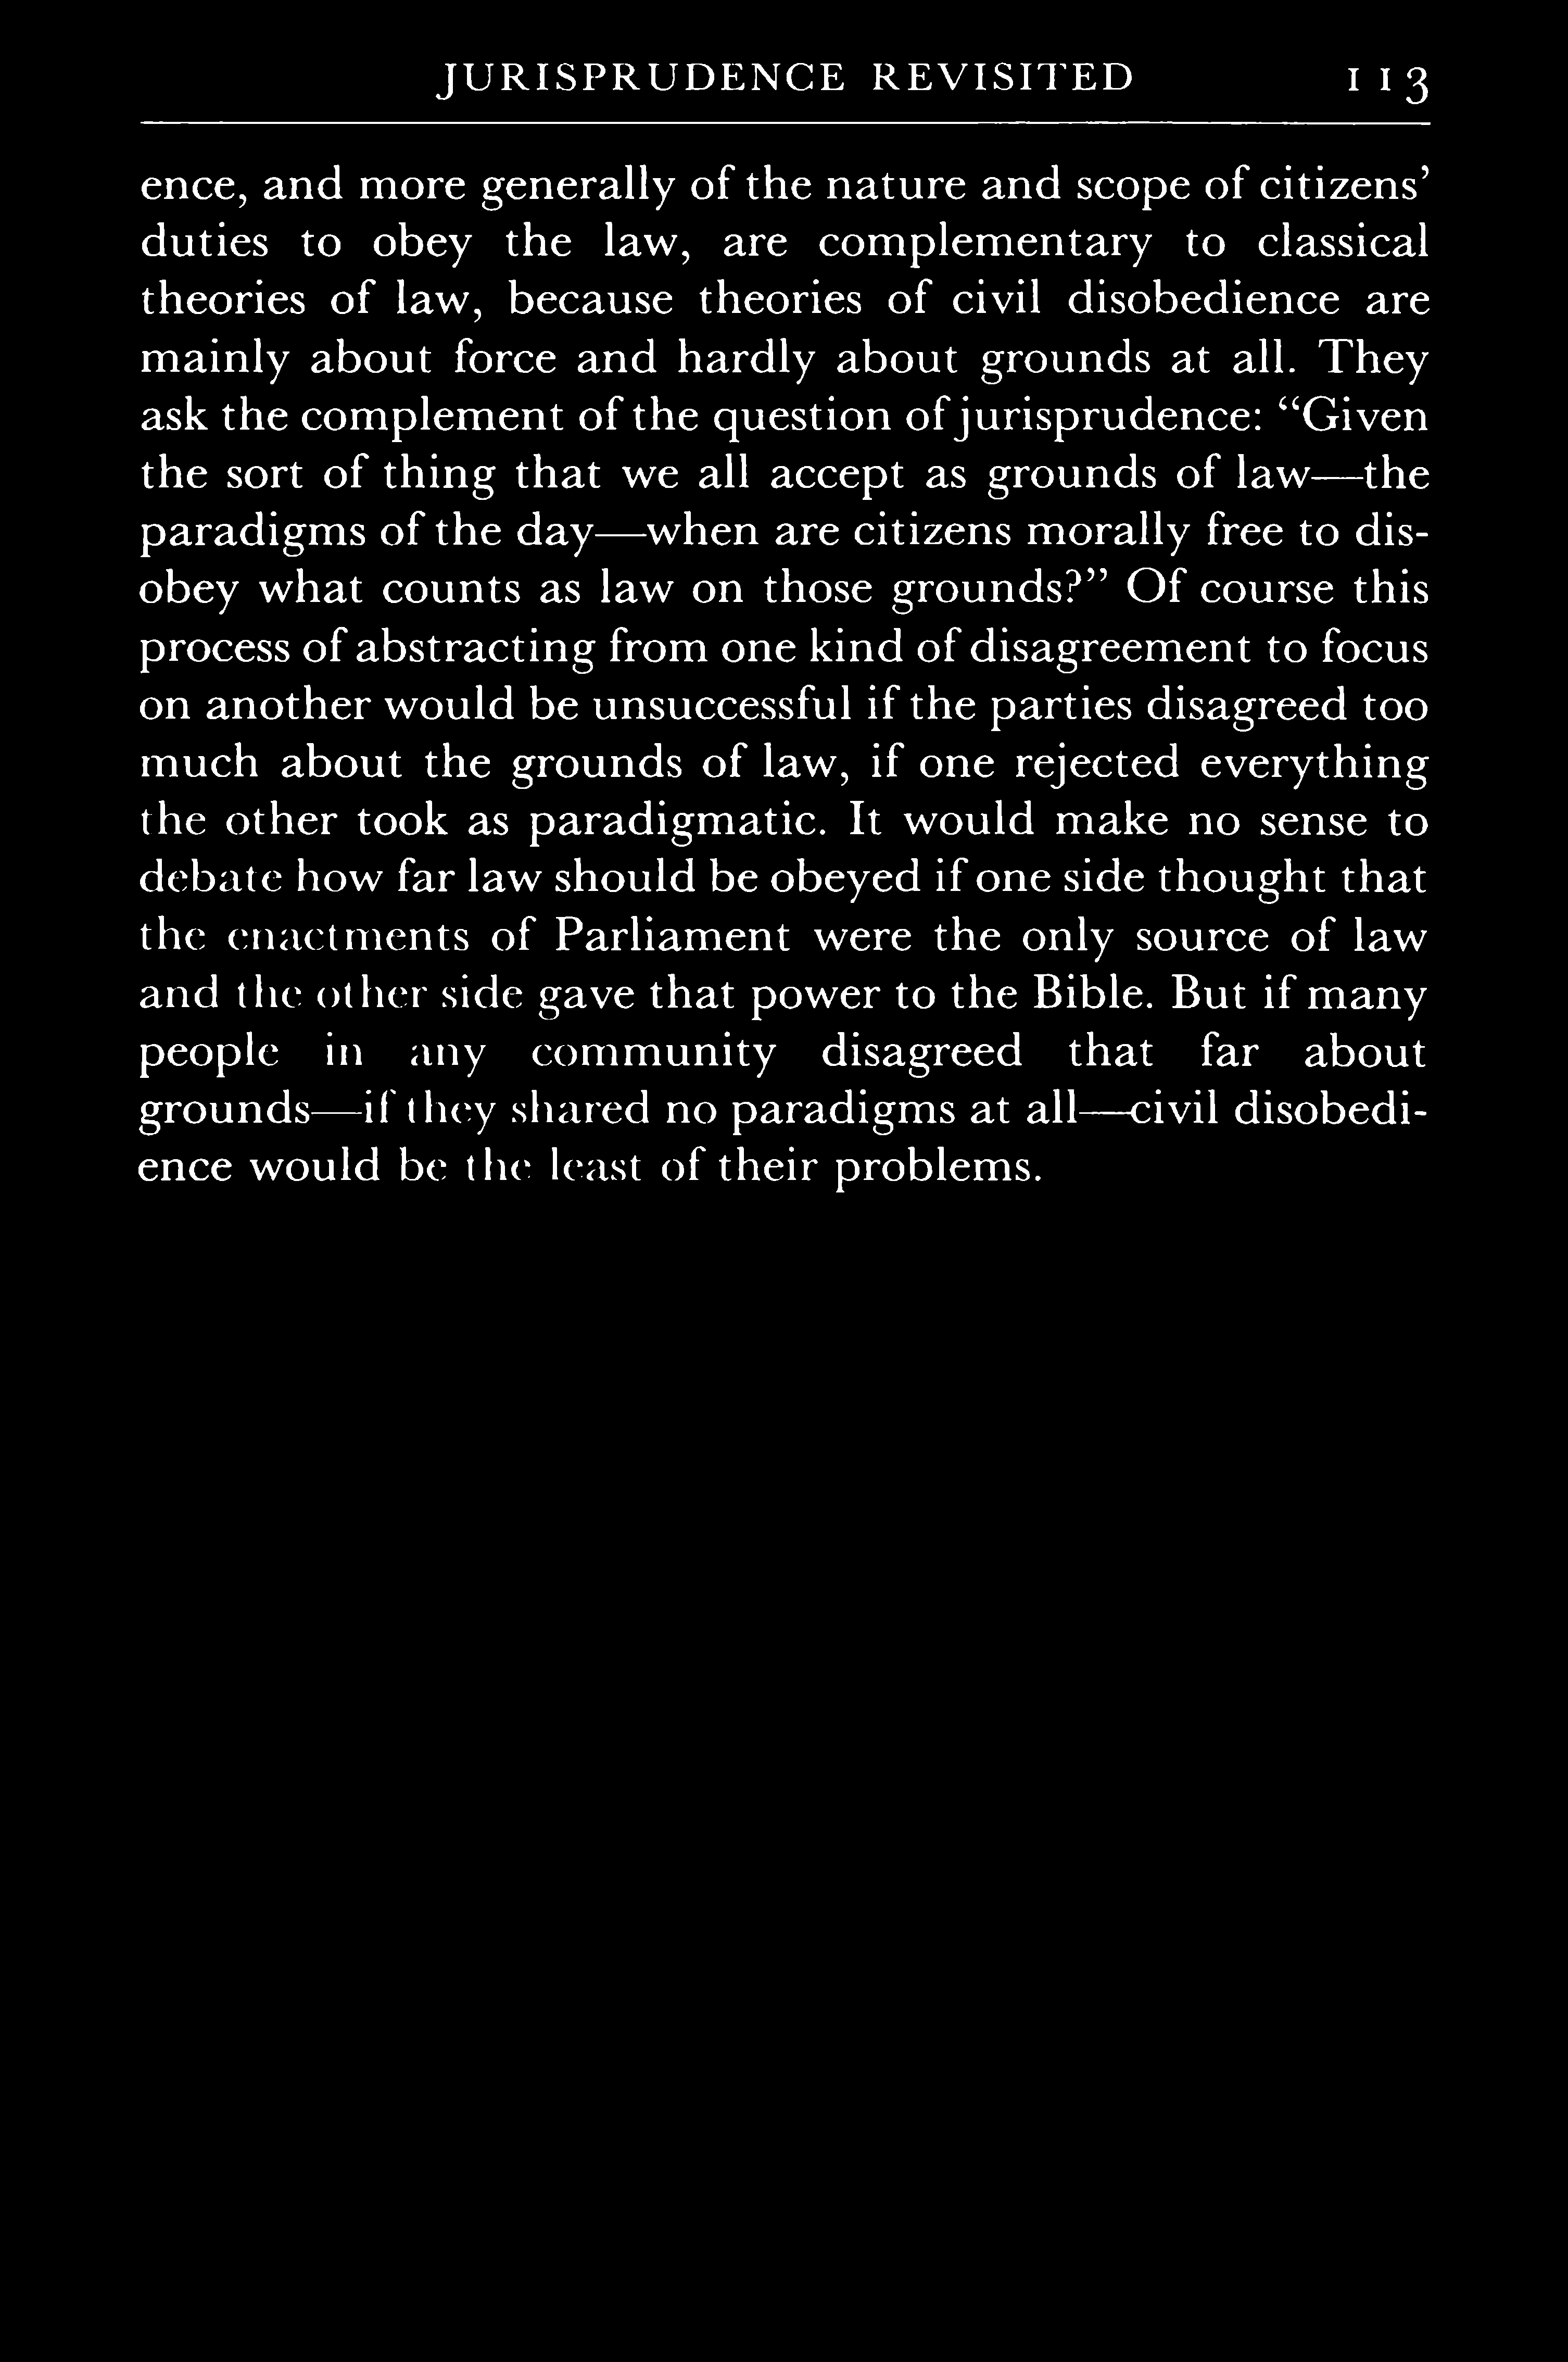 JURISPRUDENCE REVISITED 113
ence, and more generally of the nature and scope of citizens’
duties to obey the law, are complementary to classical
theories of law, because theories of civil disobedience are
mainly about force and hardly about grounds at all. They
ask the complement of the question of jurisprudence: “Given
the sort of thing that we all accept as grounds of law—the
paradigms of the day—when are citizens morally free to dis-
obey what counts as law on those grounds?” Of course this
process of abstracting from one kind of disagreement to focus
on another would be unsuccessful if the parties disagreed too
much about the grounds of law, if one rejected everything
the other took as paradigmatic. It would make no sense to
debate how far law should be obeyed if one side thought that
the enactments of Parliament were the only source of law
and the other side gave that power to the Bible. But if many
people in any community disagreed that far about
grounds—if they shared no paradigms at all—civil disobedi-
ence would be the least of their problems.